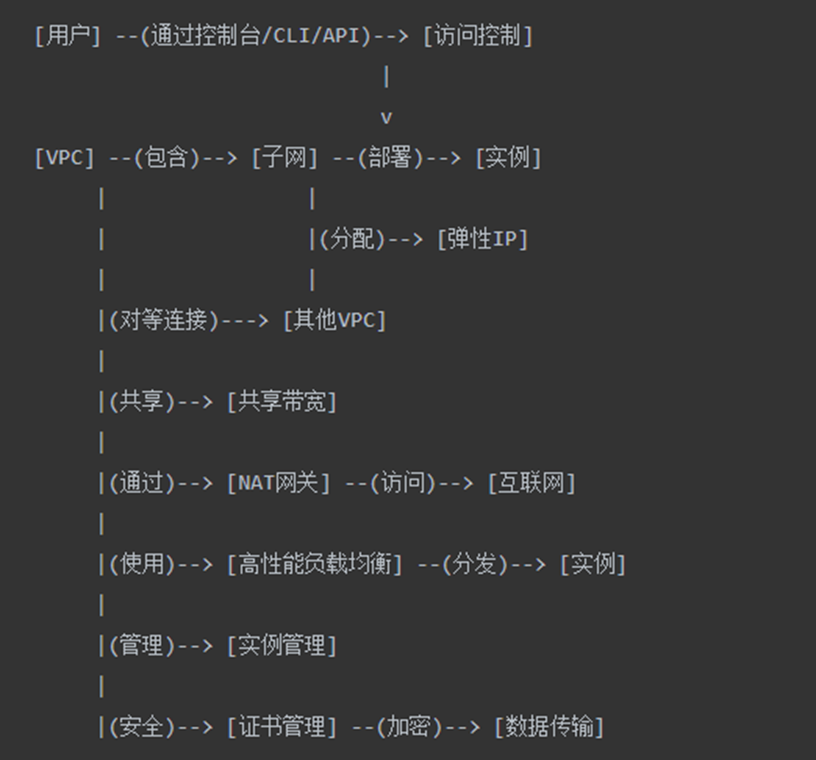 [用户] --(通过控制台/CLI/API)--> [访问控制]
                           |
                           v
[VPC] --(包含)--> [子网] --(部署)--> [实例]
     |                |
     |                |(分配)--> [弹性IP]
     |                |
     |(对等连接)---> [其他VPC]
     |
     |(共享)--> [共享带宽]
     |
     |(通过)--> [NAT网关] --(访问)--> [互联网]
     |
     |(使用)--> [高性能负载均衡] --(分发)--> [实例]
     |
     |(管理)--> [实例管理]
     |
     |(安全)--> [证书管理] --(加密)--> [数据传输]